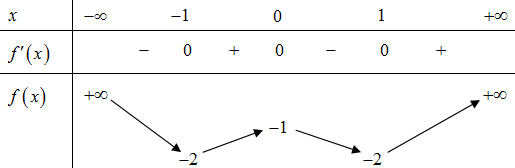 x −∞ −1 0 1 +∞
f′(x) − 0 + 0 − 0 +
f(x) +∞ +∞
−1
−2 −2